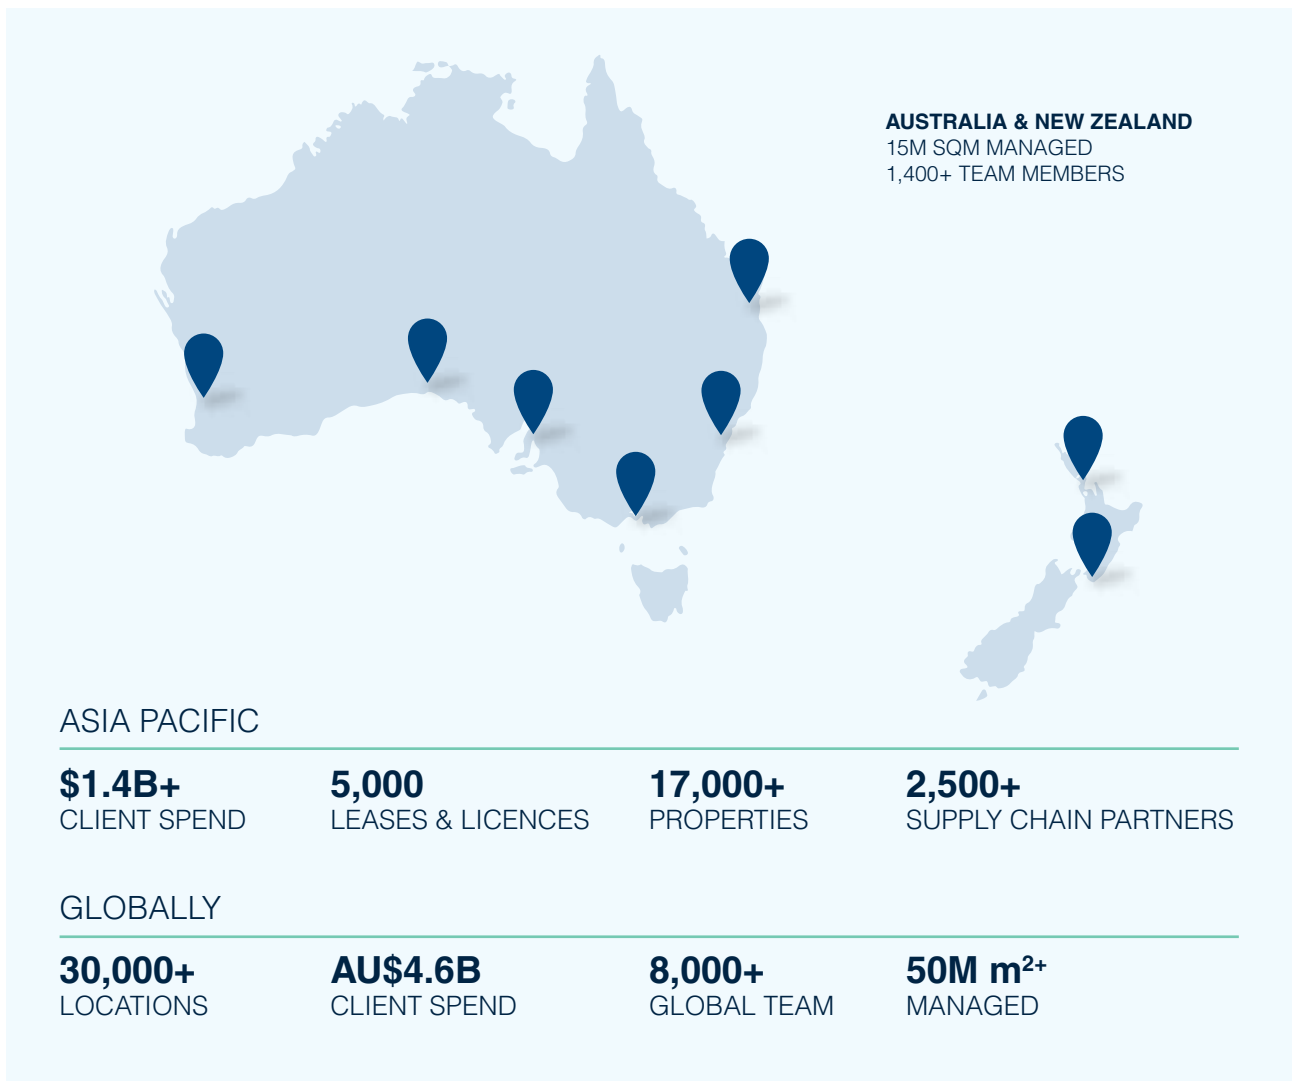 AUSTRALIA & NEW ZEALAND
15M SQM MANAGED
1,400+ TEAM MEMBERS
ASIA PACIFIC
$1.4B+
CLIENT SPEND
5,000
LEASES & LICENCES
17,000+
PROPERTIES
2,500+
SUPPLY CHAIN PARTNERS
GLOBALLY
30,000+
LOCATIONS
AU$4.6B
CLIENT SPEND
8,000+
GLOBAL TEAM
50M m²⁺
MANAGED